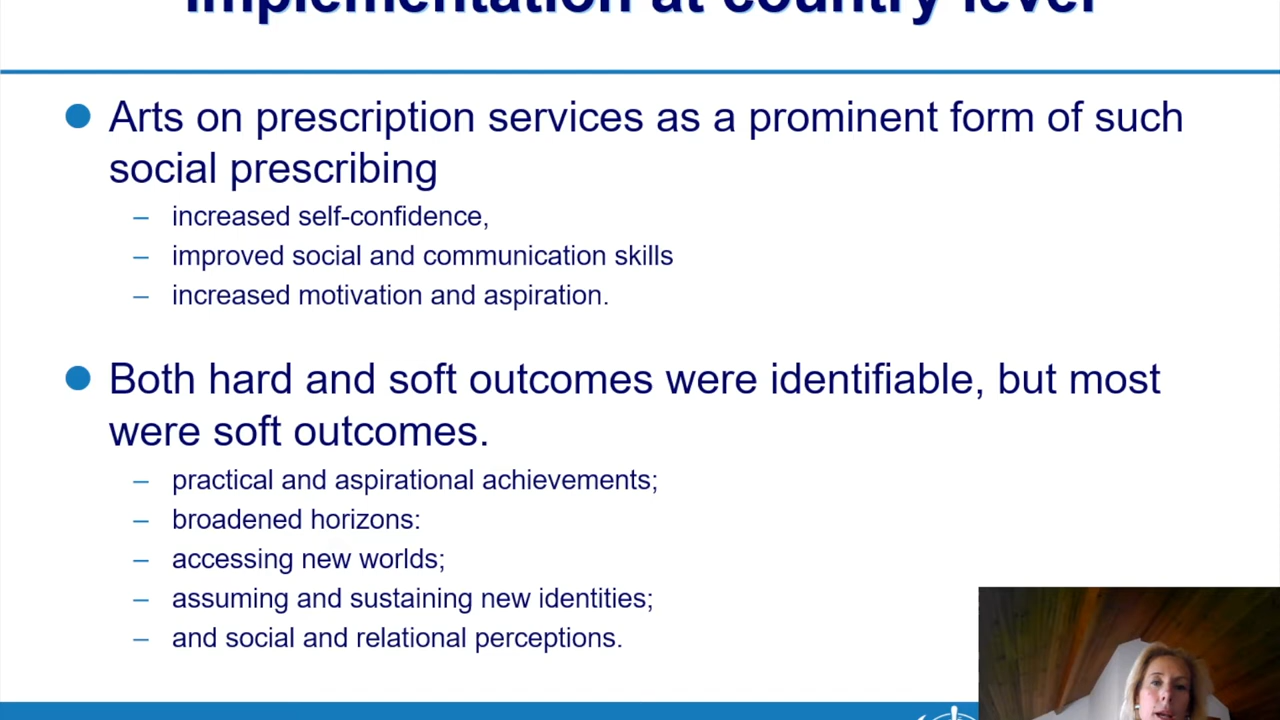 Implementation at country level
● Arts on prescription services as a prominent form of such
social prescribing
– increased self-confidence,
– improved social and communication skills
– increased motivation and aspiration.
● Both hard and soft outcomes were identifiable, but most
were soft outcomes.
– practical and aspirational achievements;
– broadened horizons:
– accessing new worlds;
– assuming and sustaining new identities;
– and social and relational perceptions.